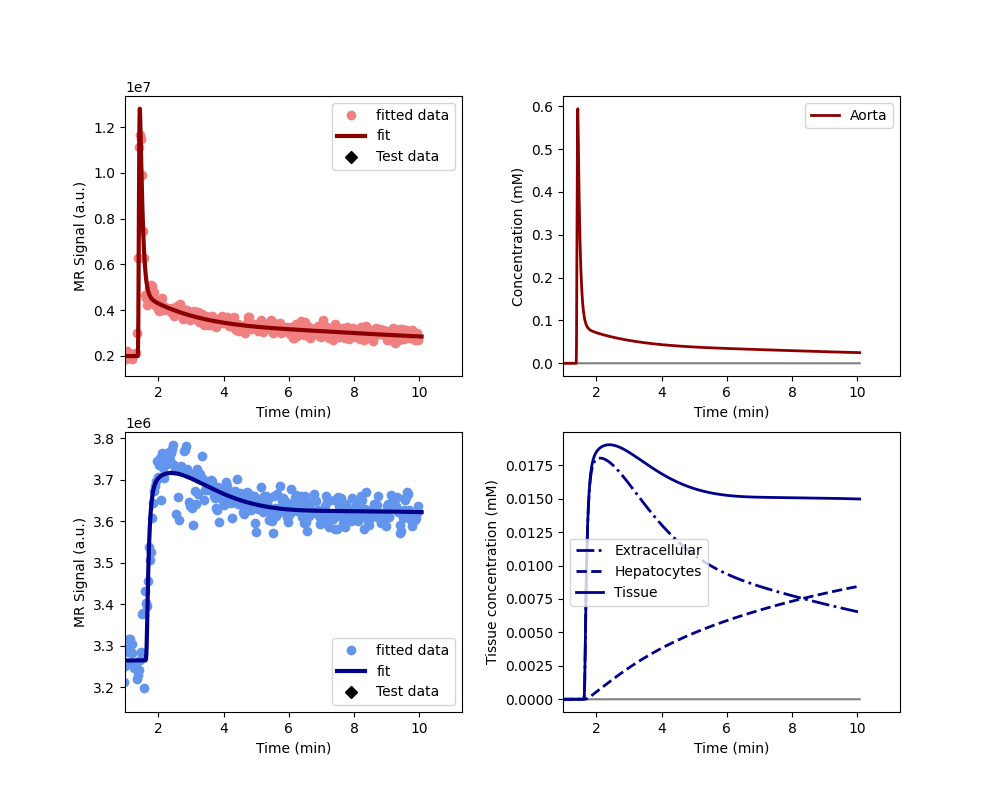 1e7
MR Signal (a.u.)
1.2
1.0
0.8
0.6
0.4
0.2
fitted data
fit
Test data
2 4 6 8 10
Time (min)
Concentration (mM)
0.6
0.5
0.4
0.3
0.2
0.1
0.0
Aorta
2 4 6 8 10
Time (min)
1e6
MR Signal (a.u.)
3.8
3.7
3.6
3.5
3.4
3.3
3.2
fitted data
fit
Test data
2 4 6 8 10
Time (min)
Tissue concentration (mM)
0.0175
0.0150
0.0125
0.0100
0.0075
0.0050
0.0025
0.0000
Extracellular
Hepatocytes
Tissue
2 4 6 8 10
Time (min)